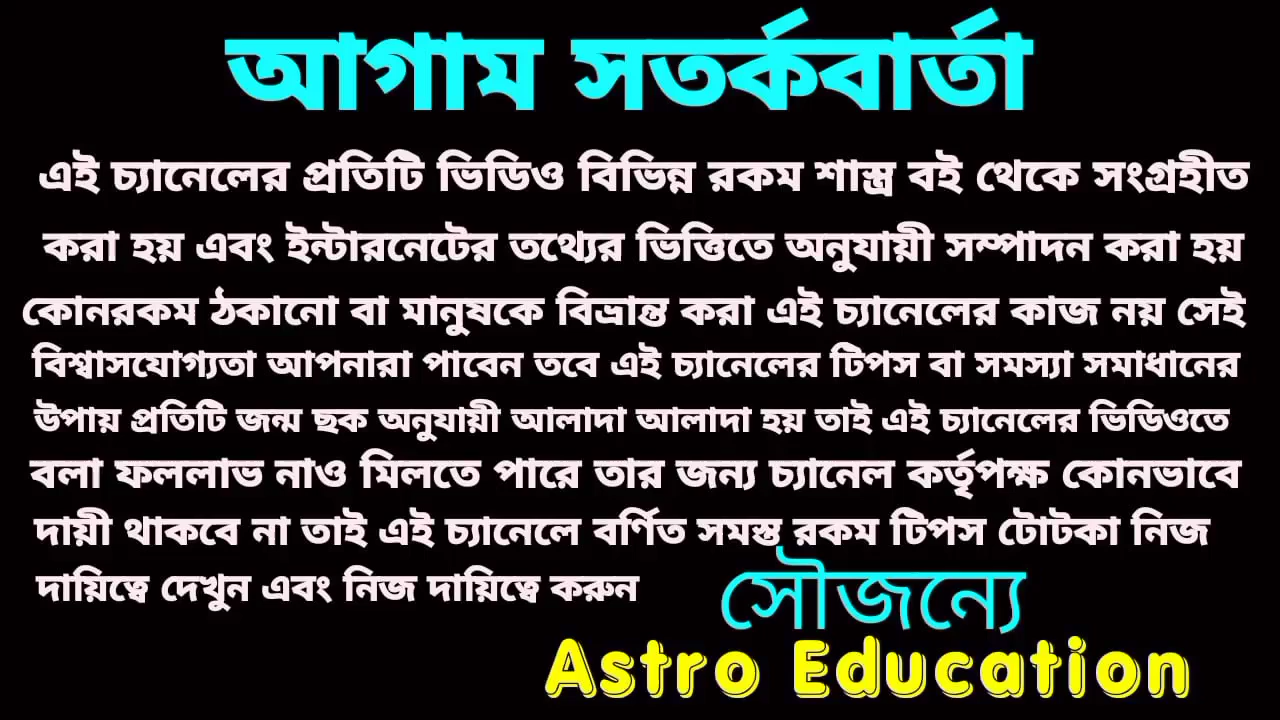 আগাম সতর্কবার্তা
এই চ্যানেলের প্রতিটি ভিডিও বিভিন্ন রকম শাস্ত্র বই থেকে সংগ্রহীত
করা হয় এবং ইন্টারনেটের তথ্যের ভিত্তিতে অনুযায়ী সম্পাদন করা হয়
কোনরকম ঠকানো বা মানুষকে বিভ্রান্ত করা এই চ্যানেলের কাজ নয় সেই
বিশ্বাসযোগ্যতা আপনারা পাবেন তবে এই চ্যানেলের টিপস বা সমস্যা সমাধানের
উপায় প্রতিটি জন্ম ছক অনুযায়ী আলাদা আলাদা হয় তাই এই চ্যানেলের ভিডিওতে
বলা ফললাভ নাও মিলতে পারে তার জন্য চ্যানেল কর্তৃপক্ষ কোনভাবে
দায়ী থাকবে না তাই এই চ্যানেলে বর্ণিত সমস্ত রকম টিপস টোটকা নিজ
দায়িত্বে দেখুন এবং নিজ দায়িত্বে করুন
সৌজন্যে
Astro Education